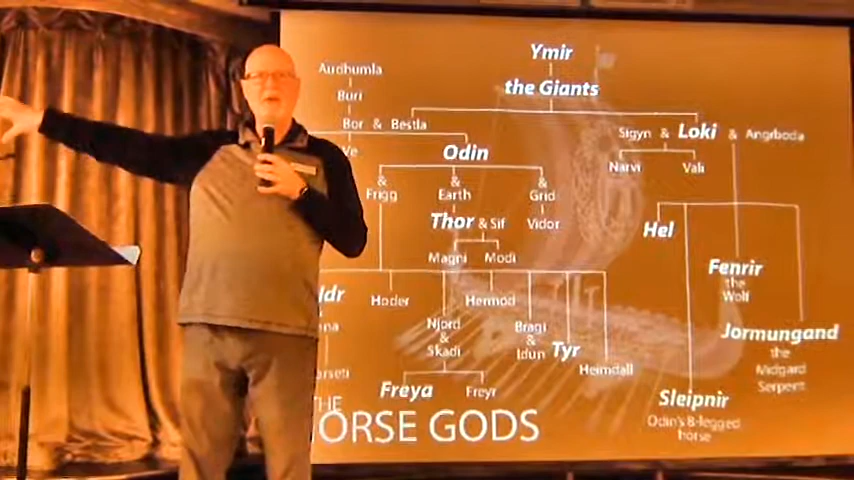 Ymir
Audhumla
the Giants
Buri
Bor & Bestla
Sigyn & Loki & Angrboda
Ve
Odin
Narvi
Vali
&
&
&
Frigg
Earth
Grid
Thor & Sif
Vidor
Hel
Magni
Modi
Fenrir
the
Wolf
ldr
Hoder
Hermod
Njord
&
Skadi
Bragi
&
Idun
Tyr
Heimdall
Jormungand
the
Midgard
Serpent
Freya
Freyr
Sleipnir
Odin's 8-legged
horse
THE
ORSE GODS